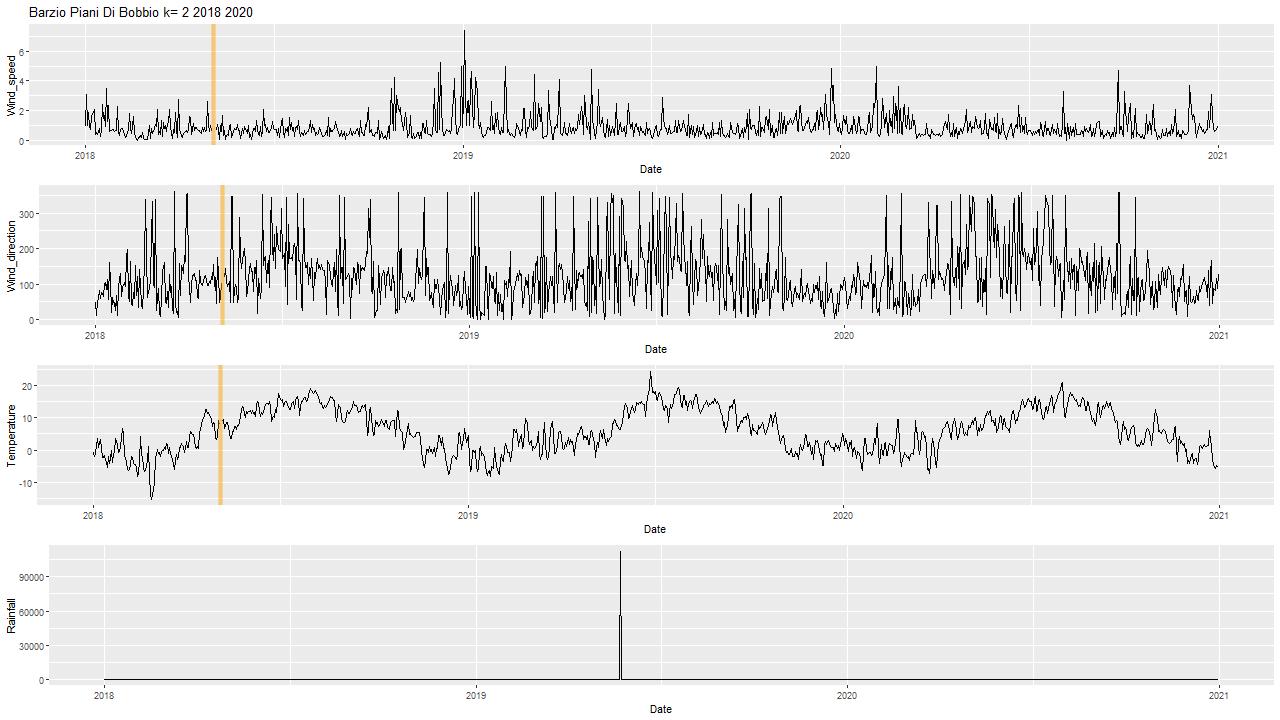 Barzio Piani Di Bobbio k= 2 2018 2020
Wind_speed
6
4
2
0
2018 2019 2020 2021
Date
Wind_direction
300
200
100
0
2018 2019 2020 2021
Date
Temperature
20
10
0
-10
2018 2019 2020 2021
Date
Rainfall
90000
60000
30000
0
2018 2019 2020 2021
Date